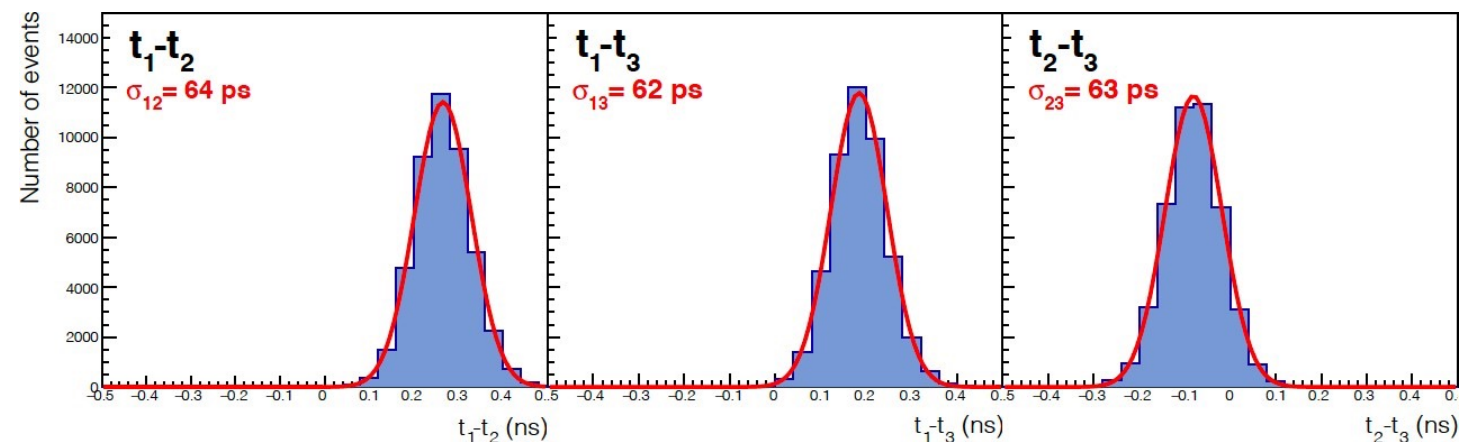 Number of events
14000
12000
10000
8000
6000
4000
2000
0
t₁-t₂
σ₁₂= 64 ps
-0.5 -0.4 -0.3 -0.2 -0.1 0 0.1 0.2 0.3 0.4 0.5
t₁-t₂ (ns)
t₁-t₃
σ₁₃= 62 ps
-0.4 -0.3 -0.2 -0.1 0 0.1 0.2 0.3 0.4 0.5
t₁-t₃ (ns)
t₂-t₃
σ₂₃= 63 ps
-0.4 -0.3 -0.2 -0.1 0 0.1 0.2 0.3 0.4 0.5
t₂-t₃ (ns)